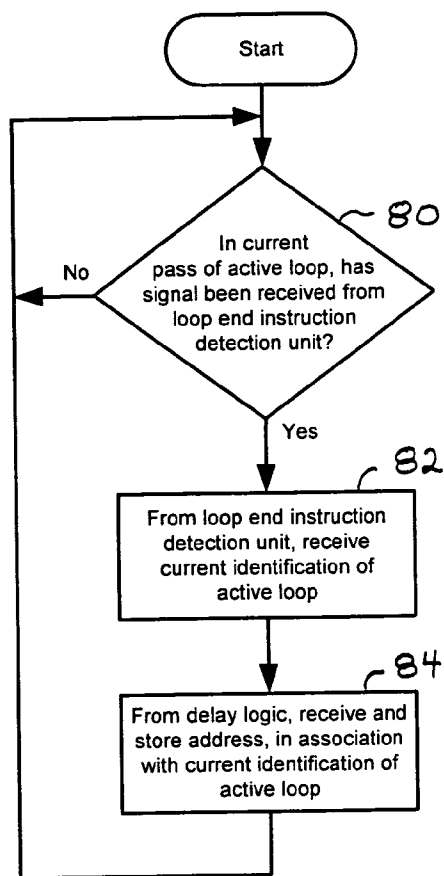 Start
80
In current
pass of active loop, has
signal been received from
loop end instruction
detection unit?
No
Yes
82
From loop end instruction
detection unit, receive
current identification of
active loop
84
From delay logic, receive and
store address, in association
with current identification of
active loop